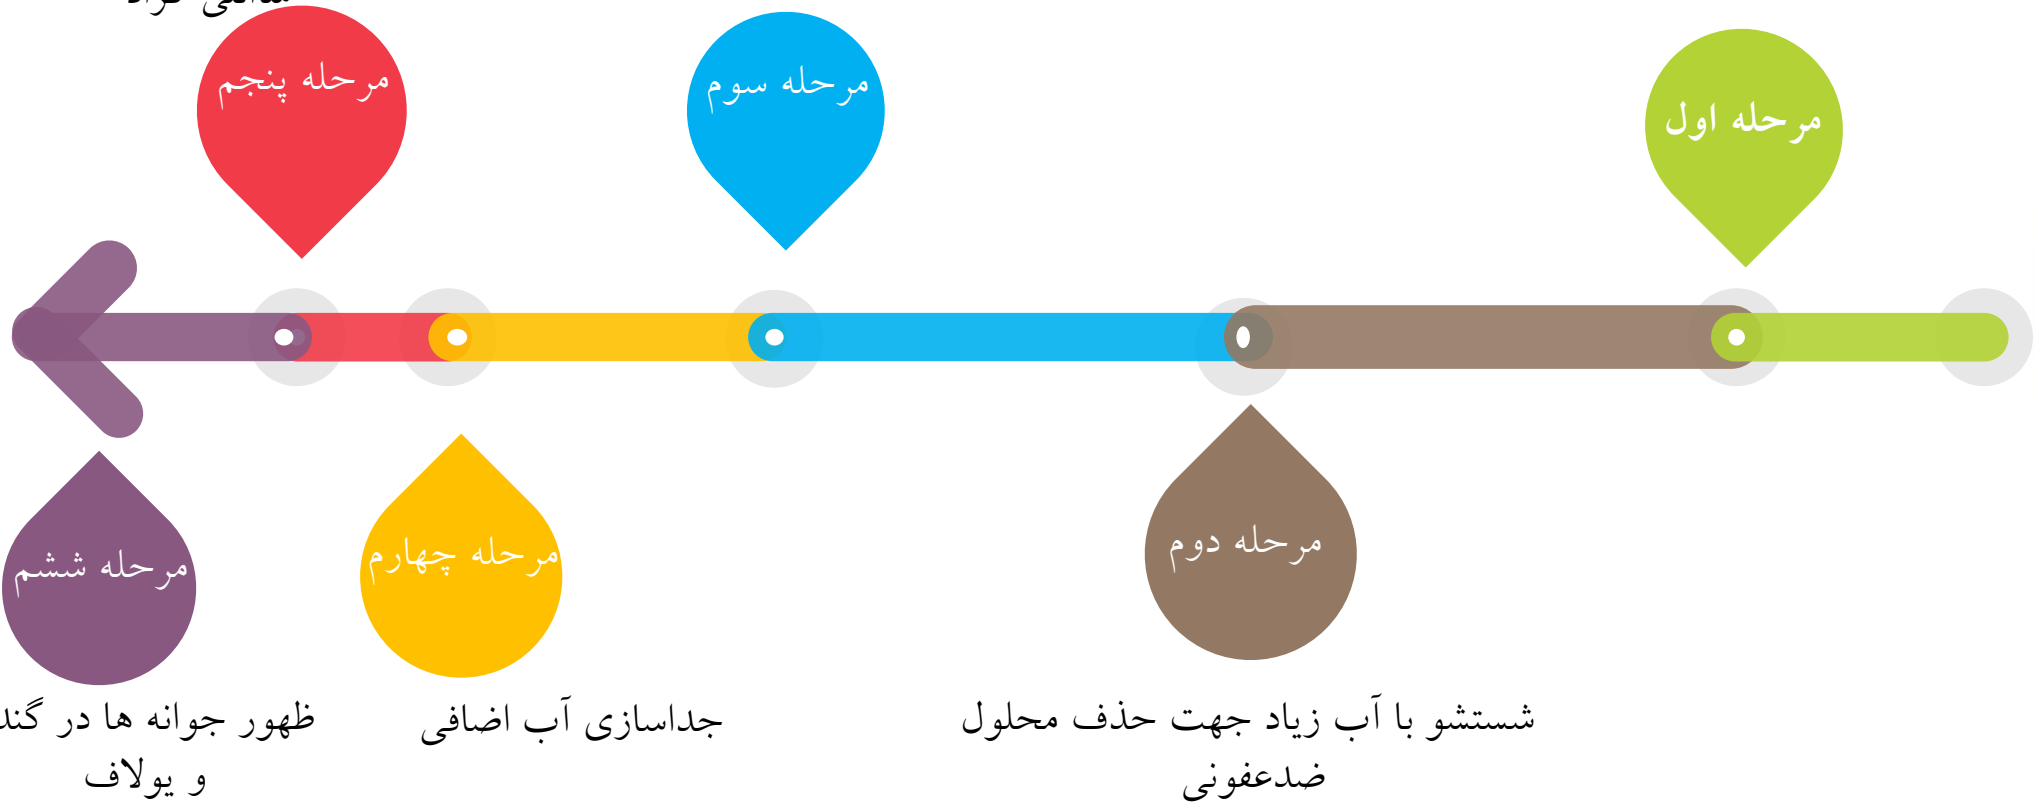 مرحله اول
مرحله سوم
مرحله پنجم
مرحله دوم
شستشو با آب زیاد جهت حذف محلول
ضدعفونی
مرحله چهارم
جداسازی آب اضافی
مرحله ششم
ظهور جوانه ها در
و یولاف